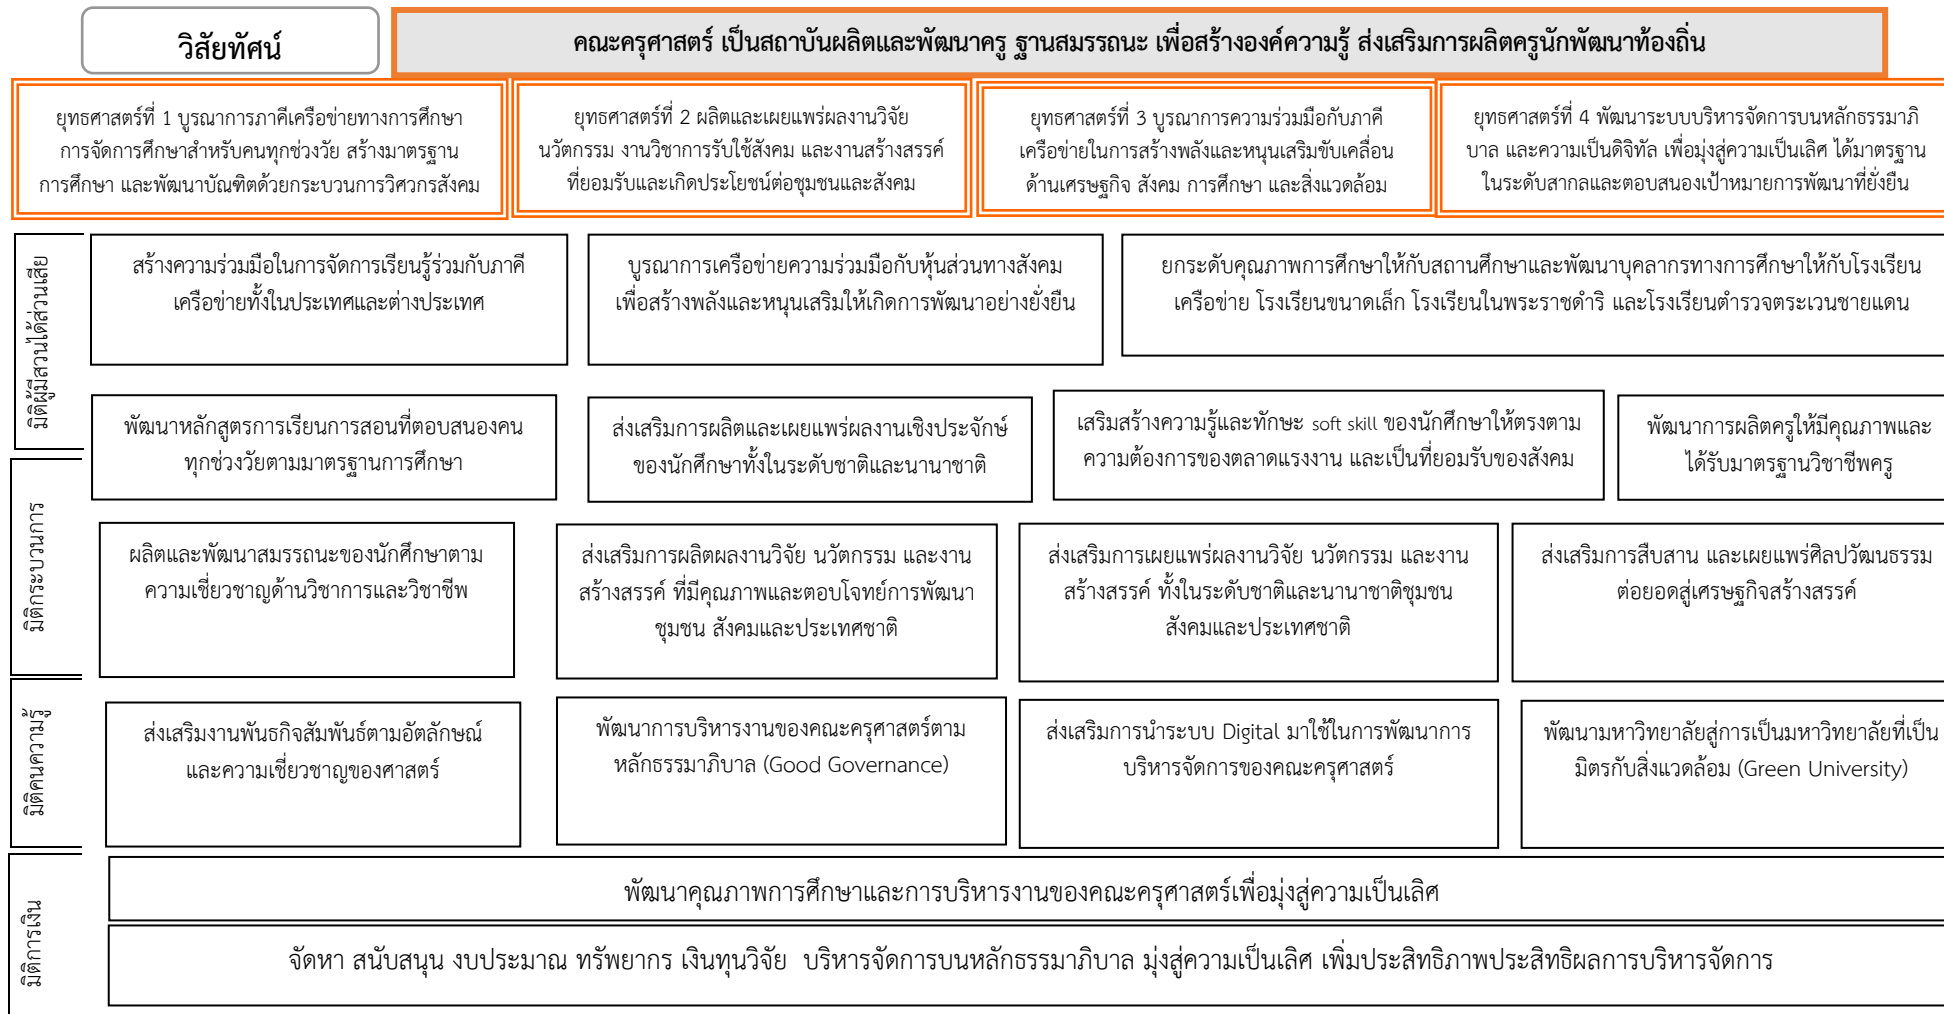 วิสัยทัศน์
คณะครุศาสตร์ เป็นสถาบันผลิตและพัฒนาครู ฐานสมรรถนะ เพื่อสร้างองค์ความรู้ ส่งเสริมการผลิตครูนักพัฒนาท้องถิ่น
ยุทธศาสตร์ที่ 1 บูรณาการภาคีเครือข่ายทางการศึกษา
การจัดการศึกษาสำหรับคนทุกช่วงวัย สร้างมาตรฐาน
การศึกษา และพัฒนาบัณฑิตด้วยกระบวนการวิศวกรสังคม
ยุทธศาสตร์ที่ 2 ผลิตและเผยแพร่ผลงานวิจัย
นวัตกรรม งานวิชาการรับใช้สังคม และงานสร้างสรรค์
ที่ยอมรับและเกิดประโยชน์ต่อชุมชนและสังคม
ยุทธศาสตร์ที่ 3 บูรณาการความร่วมมือกับภาคี
เครือข่ายในการสร้างพลังและหนุนเสริมขับเคลื่อน
ด้านเศรษฐกิจ สังคม การศึกษา และสิ่งแวดล้อม
ยุทธศาสตร์ที่ 4 พัฒนาระบบบริหารจัดการบนหลักธรรมาภิ
บาล และความเป็นดิจิทัล เพื่อมุ่งสู่ความเป็นเลิศ ได้มาตรฐาน
ในระดับสากลและตอบสนองเป้าหมายการพัฒนาที่ยั่งยืน
มิติผู้มีส่วนได้ส่วนเสีย
สร้างความร่วมมือในการจัดการเรียนรู้ร่วมกับภาคี
เครือข่ายทั้งในประเทศและต่างประเทศ
บูรณาการเครือข่ายความร่วมมือกับหุ้นส่วนทางสังคม
เพื่อสร้างพลังและหนุนเสริมให้เกิดการพัฒนาอย่างยั่งยืน
ยกระดับคุณภาพการศึกษาให้กับสถานศึกษาและพัฒนาบุคลากรทางการศึกษาให้กับโรงเรียน
เครือข่าย โรงเรียนขนาดเล็ก โรงเรียนในพระราชดำริ และโรงเรียนตำรวจตระเวนชายแดน
พัฒนาหลักสูตรการเรียนการสอนที่ตอบสนองคน
ทุกช่วงวัยตามมาตรฐานการศึกษา
ส่งเสริมการผลิตและเผยแพร่ผลงานเชิงประจักษ์
ของนักศึกษาทั้งในระดับชาติและนานาชาติ
เสริมสร้างความรู้และทักษะ soft skill ของนักศึกษาให้ตรงตาม
ความต้องการของตลาดแรงงาน และเป็นที่ยอมรับของสังคม
พัฒนาการผลิตครูให้มีคุณภาพและ
ได้รับมาตรฐานวิชาชีพครู
มิติกระบวนการ
ผลิตและพัฒนาสมรรถนะของนักศึกษาตาม
ความเชี่ยวชาญด้านวิชาการและวิชาชีพ
ส่งเสริมการผลิตผลงานวิจัย นวัตกรรม และงาน
สร้างสรรค์ ที่มีคุณภาพและตอบโจทย์การพัฒนา
ชุมชน สังคมและประเทศชาติ
ส่งเสริมการเผยแพร่ผลงานวิจัย นวัตกรรม และงาน
สร้างสรรค์ ทั้งในระดับชาติและนานาชาติชุมชน
สังคมและประเทศชาติ
ส่งเสริมการสืบสาน และเผยแพร่ศิลปวัฒนธรรม
ต่อยอดสู่เศรษฐกิจสร้างสรรค์
มิติคนความรู้
ส่งเสริมงานพันธกิจสัมพันธ์ตามอัตลักษณ์
และความเชี่ยวชาญของศาสตร์
พัฒนาการบริหารงานของคณะครุศาสตร์ตาม
หลักธรรมาภิบาล (Good Governance)
ส่งเสริมการนำระบบ Digital มาใช้ในการพัฒนาการ
บริหารจัดการของคณะครุศาสตร์
พัฒนามหาวิทยาลัยสู่การเป็นมหาวิทยาลัยที่เป็น
มิตรกับสิ่งแวดล้อม (Green University)
มิติการเงิน
พัฒนาคุณภาพการศึกษาและการบริหารงานของคณะครุศาสตร์เพื่อมุ่งสู่ความเป็นเลิศ
จัดหา สนับสนุน งบประมาณ ทรัพยากร เงินทุนวิจัย บริหารจัดการบนหลักธรรมาภิบาล มุ่งสู่ความเป็นเลิศ เพิ่มประสิทธิภาพประสิทธิผลการบริหารจัดการ